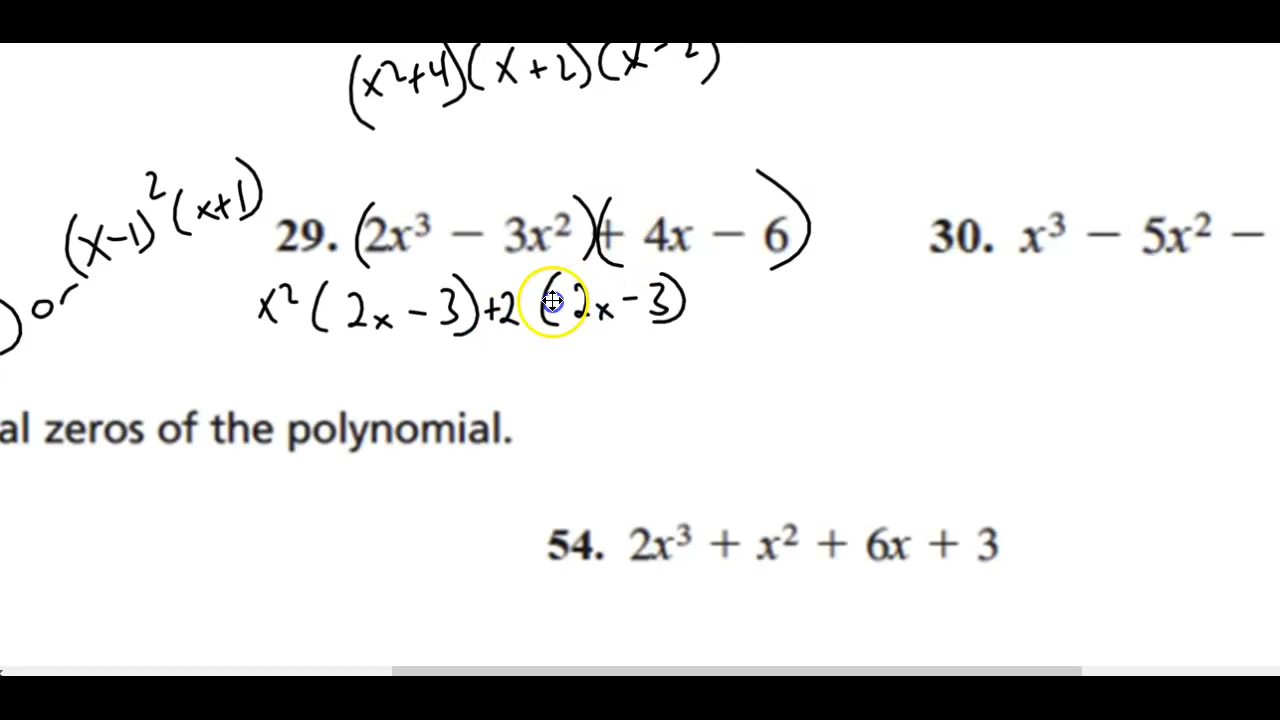 (x²+4)(x+2)(x-2)
(x-1)²(x+1)
29. (2x³ − 3x²)(+ 4x − 6)
30. x³ − 5x² −
) or
x²(2x-3)+2(2x-3)
al zeros of the polynomial.
54. 2x³ + x² + 6x + 3